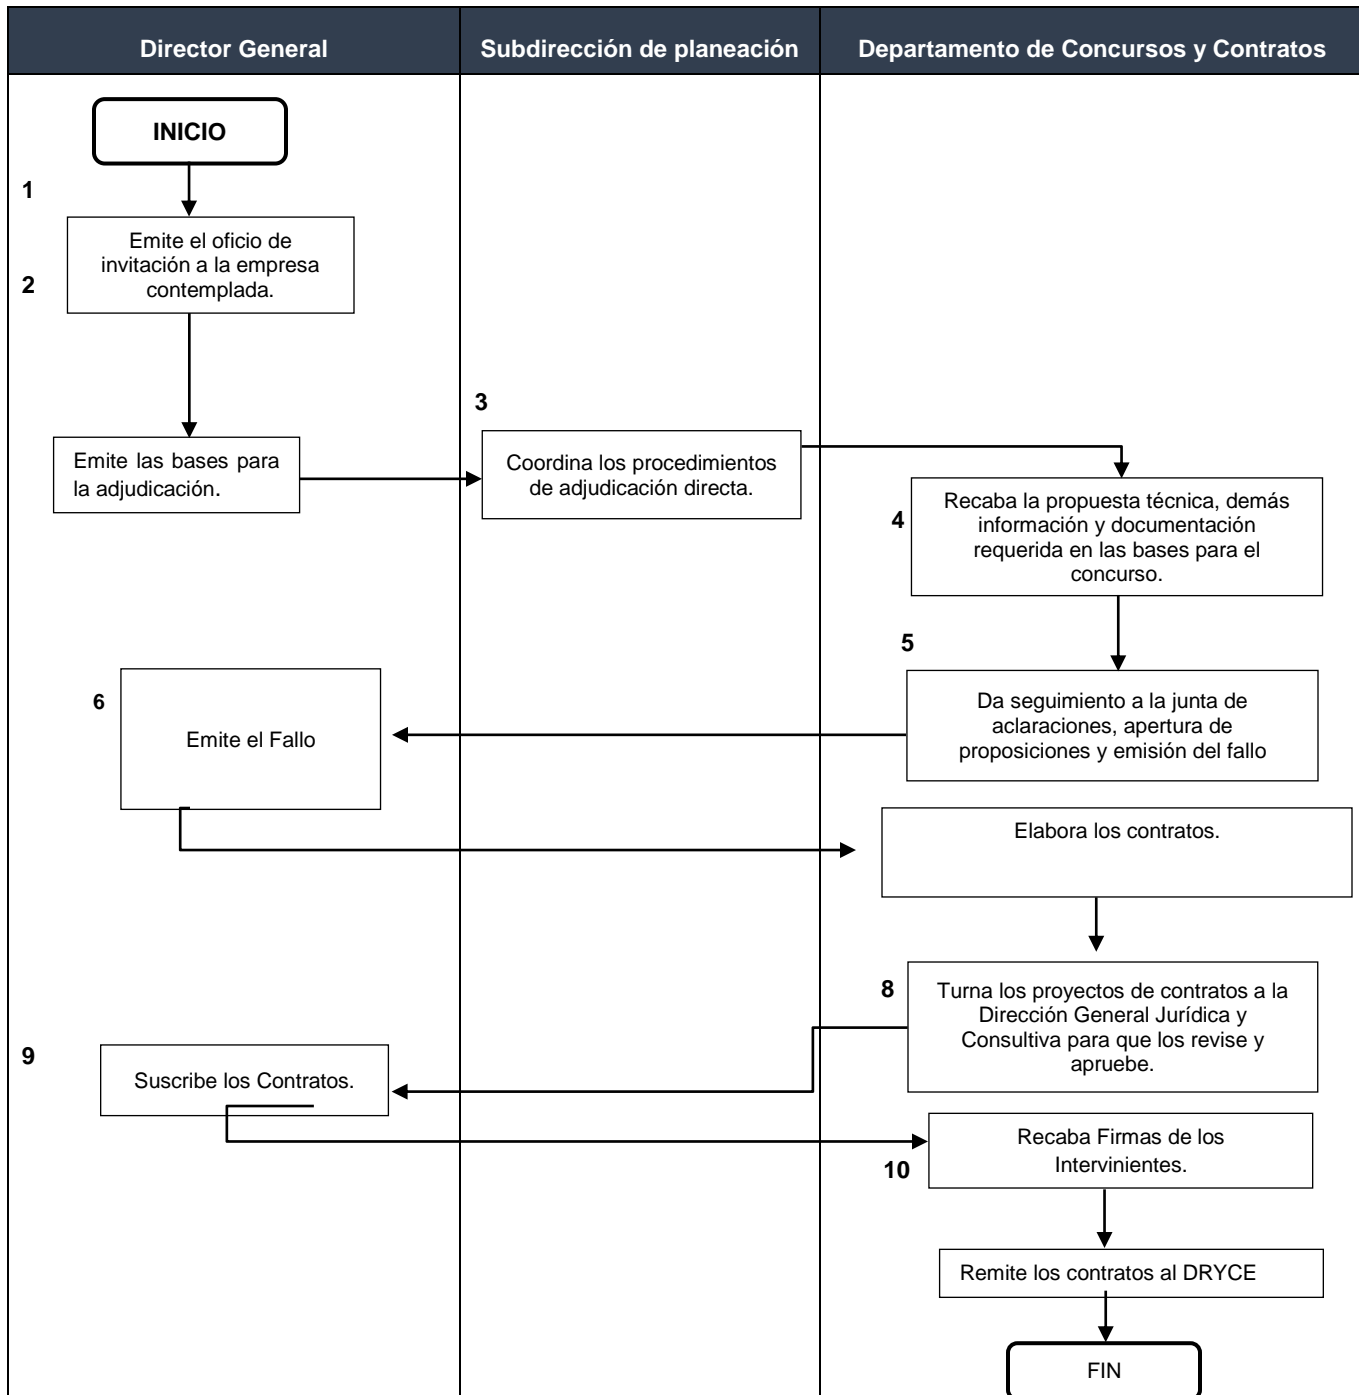 Director General
Subdirección de planeación
Departamento de Concursos y Contratos
INICIO
1
Emite el oficio de
invitación a la empresa
contemplada.
2
Emite las bases para
la adjudicación.
3
Coordina los procedimientos
de adjudicación directa.
4
Recaba la propuesta técnica, demás
información y documentación
requerida en las bases para el
concurso.
5
Da seguimiento a la junta de
aclaraciones, apertura de
proposiciones y emisión del fallo
6
Emite el Fallo
Elabora los contratos.
8
Turna los proyectos de contratos a la
Dirección General Jurídica y
Consultiva para que los revise y
apruebe.
9
Suscribe los Contratos.
10
Recaba Firmas de los
Intervinientes.
Remite los contratos al DRYCE
FIN